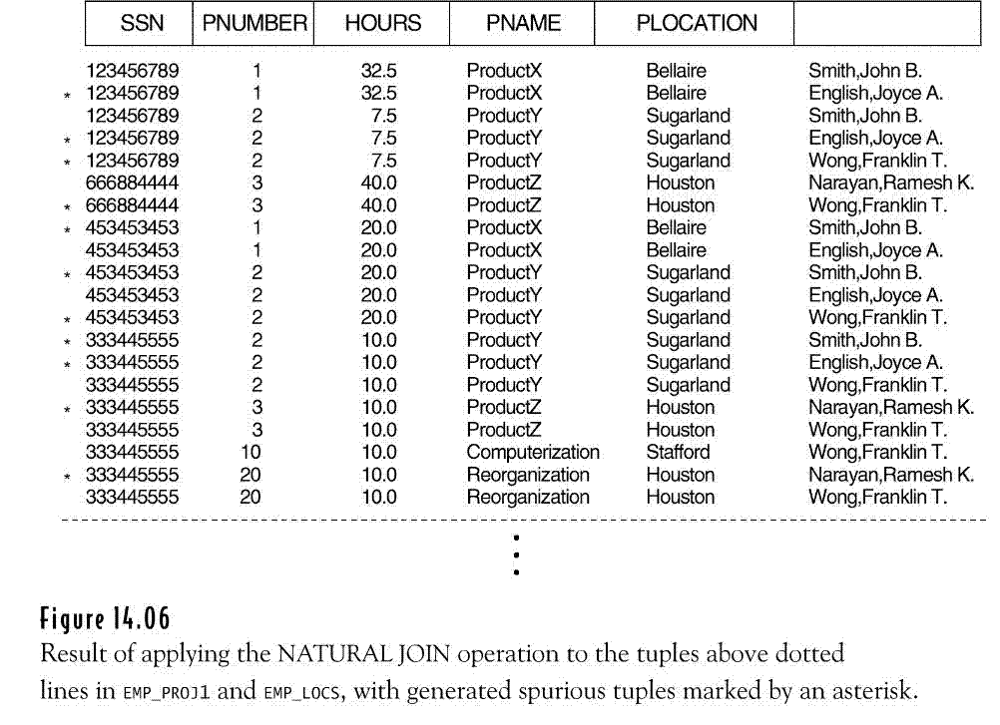 SSN PNUMBER HOURS PNAME PLOCATION
123456789 1 32.5 ProductX Bellaire Smith,John B.
* 123456789 1 32.5 ProductX Bellaire English,Joyce A.
123456789 2 7.5 ProductY Sugarland Smith,John B.
* 123456789 2 7.5 ProductY Sugarland English,Joyce A.
* 123456789 2 7.5 ProductY Sugarland Wong,Franklin T.
666884444 3 40.0 ProductZ Houston Narayan,Ramesh K.
* 666884444 3 40.0 ProductZ Houston Wong,Franklin T.
* 453453453 1 20.0 ProductX Bellaire Smith,John B.
453453453 1 20.0 ProductX Bellaire English,Joyce A.
* 453453453 2 20.0 ProductY Sugarland Smith,John B.
453453453 2 20.0 ProductY Sugarland English,Joyce A.
* 453453453 2 20.0 ProductY Sugarland Wong,Franklin T.
* 333445555 2 10.0 ProductY Sugarland Smith,John B.
* 333445555 2 10.0 ProductY Sugarland English,Joyce A.
333445555 2 10.0 ProductY Sugarland Wong,Franklin T.
* 333445555 3 10.0 ProductZ Houston Narayan,Ramesh K.
333445555 3 10.0 ProductZ Houston Wong,Franklin T.
333445555 10 10.0 Computerization Stafford Wong,Franklin T.
* 333445555 20 10.0 Reorganization Houston Narayan,Ramesh K.
333445555 20 10.0 Reorganization Houston Wong,Franklin T.
Figure 14.06
Result of applying the NATURAL JOIN operation to the tuples above dotted
lines in EMP_PROJ1 and EMP_LOCS, with generated spurious tuples marked by an asterisk.